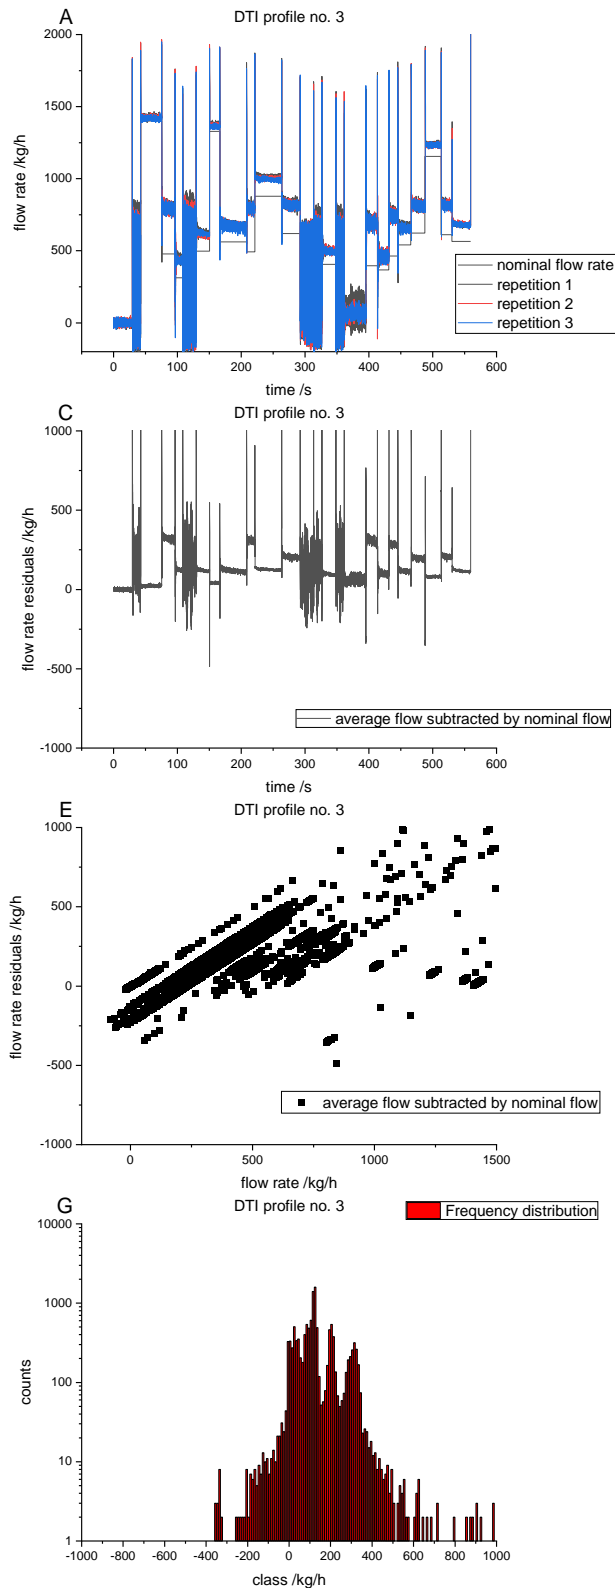 A
DTI profile no. 3
2000
1500
1000
500
0
flow rate /kg/h
nominal flow rate
repetition 1
repetition 2
repetition 3
0 100 200 300 400 500 600
time /s
C
DTI profile no. 3
1000
500
0
-500
-1000
flow rate residuals /kg/h
average flow subtracted by nominal flow
0 100 200 300 400 500 600
time /s
E
DTI profile no. 3
1000
500
0
-500
-1000
flow rate residuals /kg/h
average flow subtracted by nominal flow
0 500 1000 1500
flow rate /kg/h
G
DTI profile no. 3
Frequency distribution
10000
1000
100
10
1
counts
-1000 -800 -600 -400 -200 0 200 400 600 800 1000
class /kg/h